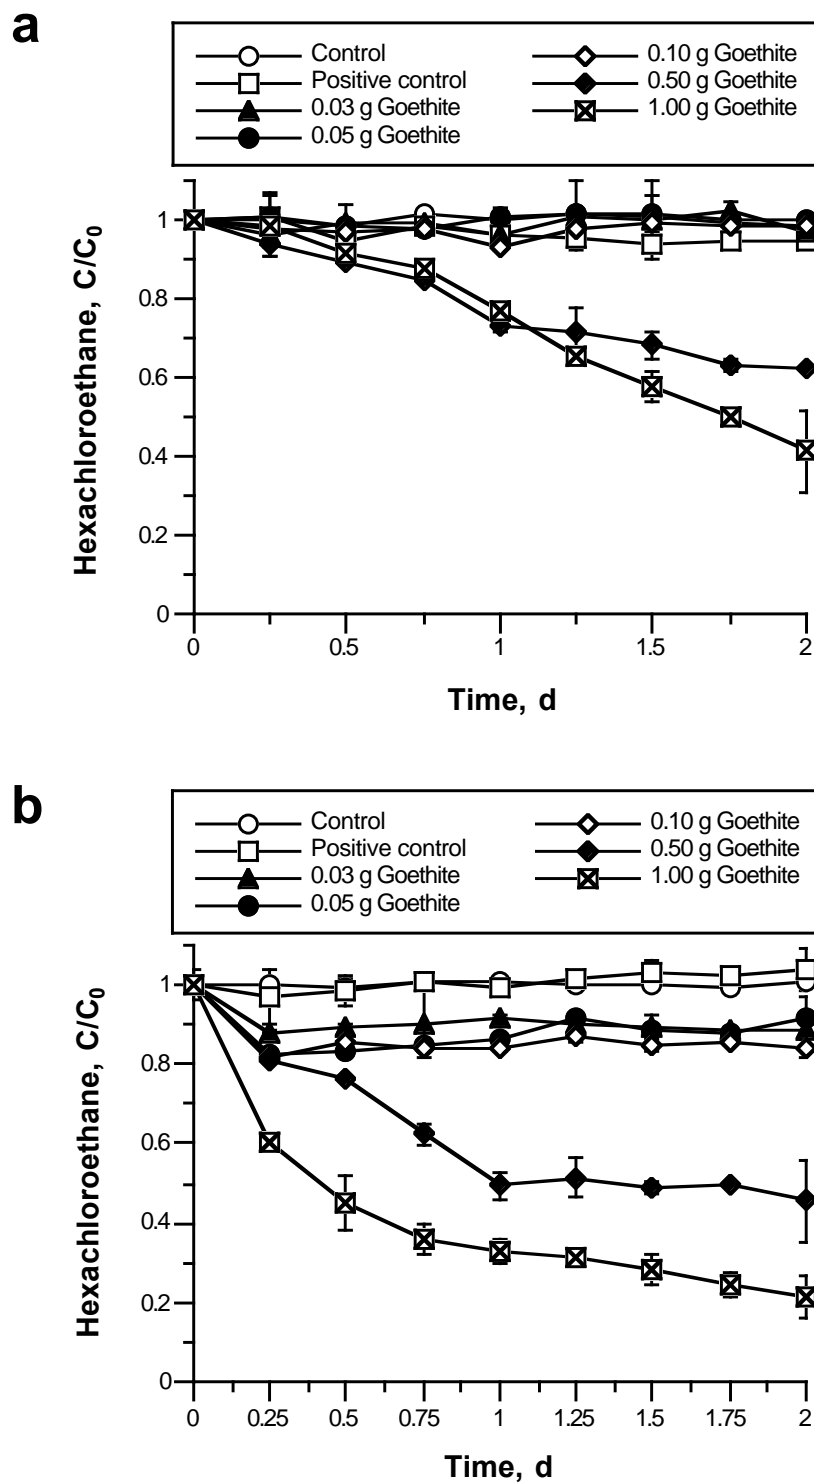 a
Control
Positive control
0.03 g Goethite
0.05 g Goethite
0.10 g Goethite
0.50 g Goethite
1.00 g Goethite
Hexachloroethane, C/C0
1
0.8
0.6
0.4
0.2
0
0 0.5 1 1.5 2
Time, d
b
Control
Positive control
0.03 g Goethite
0.05 g Goethite
0.10 g Goethite
0.50 g Goethite
1.00 g Goethite
Hexachloroethane, C/C0
1
0.8
0.6
0.4
0.2
0
0 0.25 0.5 0.75 1 1.25 1.5 1.75 2
Time, d